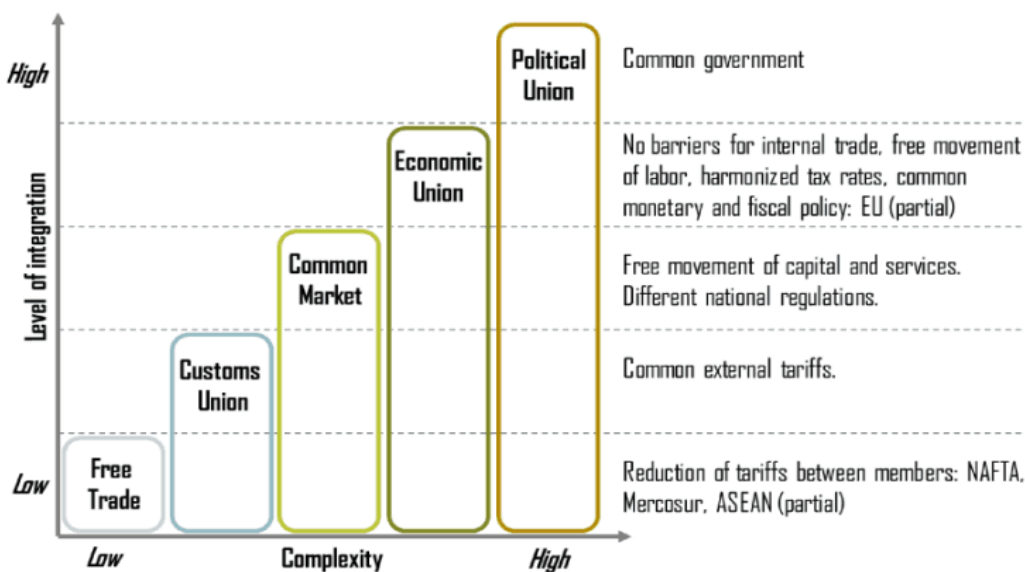 High
Level of integration
Low
Political
Union
Common government
Economic
Union
No barriers for internal trade, free movement
of labor, harmonized tax rates, common
monetary and fiscal policy: EU (partial)
Common
Market
Free movement of capital and services.
Different national regulations.
Customs
Union
Common external tariffs.
Free
Trade
Reduction of tariffs between members: NAFTA,
Mercosur, ASEAN (partial)
Low
Complexity
High